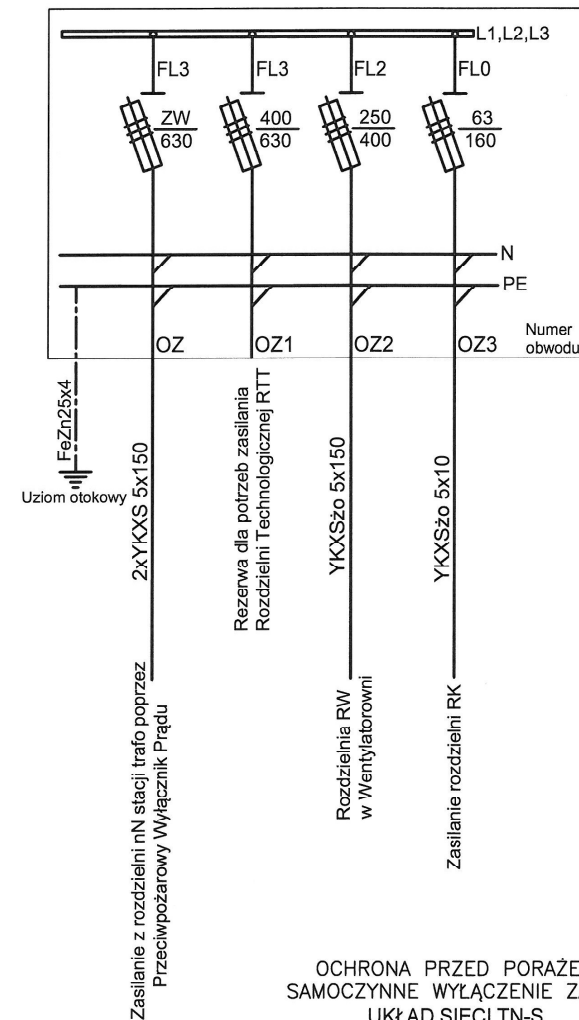 L1,L2,L3
FL3
FL3
FL2
FL0
ZW
630
400
630
250
400
63
160
N
PE
Numer
obwodu
OZ
OZ1
OZ2
OZ3
FeZn25x4
Uziom otokowy
2xYKXS 5x150
Rezerwa dla potrzeb zasilania
Rozdzielni Technologicznej RTT
YKXSżo 5x150
YKXSżo 5x10
Zasilanie z rozdzielni nN stacji trafo poprzez
Przeciwpożarowy Wyłącznik Prądu
Rozdzielnia RW
w Wentylatorowni
Zasilanie rozdzielni RK
OCHRONA PRZED PORAŻE
SAMOCZYNNE WYŁĄCZENIE Z
UKŁAD SIECI TN-S